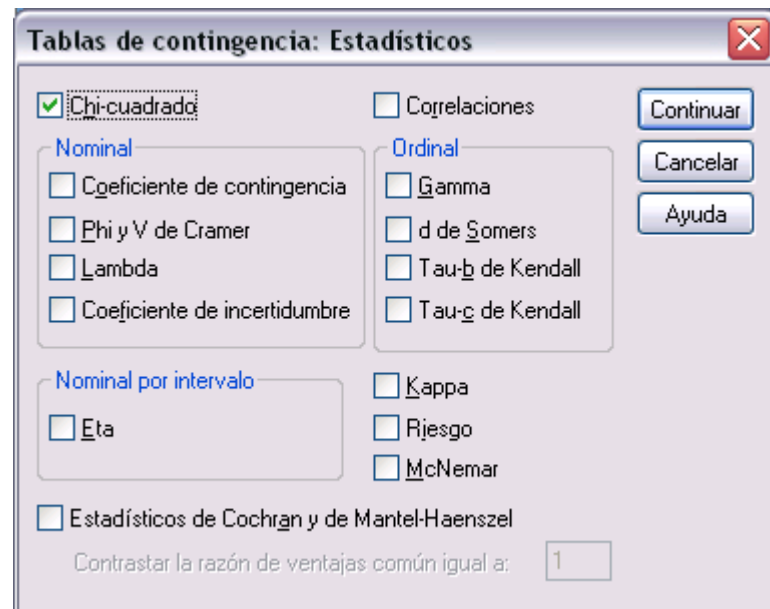 Tablas de contingencia: Estadísticos
Chi-cuadrado
Correlaciones
Continuar
Nominal
Ordinal
Coeficiente de contingencia
Gamma
Cancelar
Phi y V de Cramer
d de Somers
Ayuda
Lambda
Tau-b de Kendall
Coeficiente de incertidumbre
Tau-c de Kendall
Nominal por intervalo
Kappa
Eta
Riesgo
McNemar
Estadísticos de Cochran y de Mantel-Haenszel
Contrastar la razón de ventajas común igual a: 1